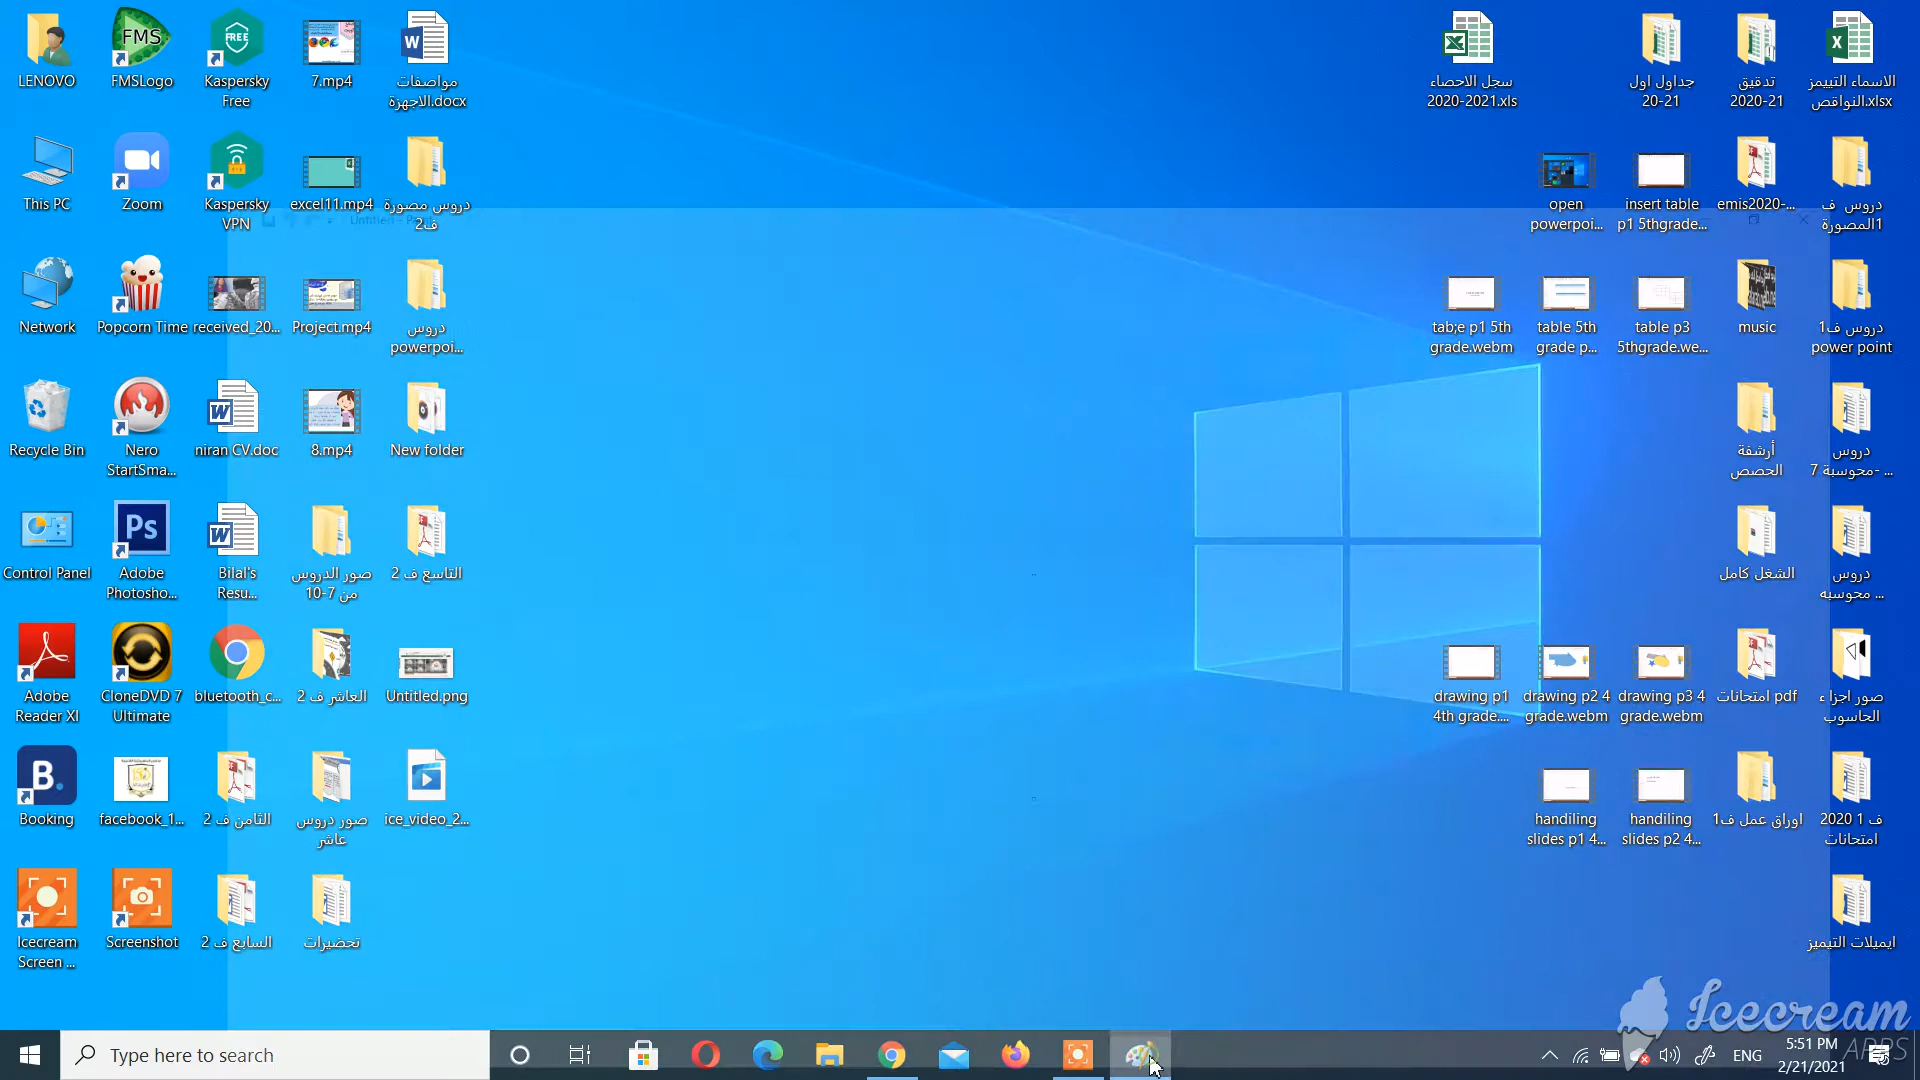 LENOVO
FMSLogo
Kaspersky
Free
7.mp4
مواصفات
الاجهزة.docx
سجل الاحصاء
2020-2021.xls
جداول اول
20-21
تدقيق
2020-21
الاسماء التييمز
النواقص.xlsx
This PC
Zoom
Kaspersky
VPN
excel11.mp4
دروس مصورة
ف2
open
powerpoi...
insert table
p1 5thgrade...
emis2020-...
دروس ف
1المصورة
Untitled - Paint
Network
Popcorn Time
received_20...
Project.mp4
دروس
powerpoi...
tab;e p1 5th
grade.webm
table 5th
grade p...
table p3
5thgrade.we...
music
دروس ف1
power point
Recycle Bin
Nero
StartSma...
niran CV.doc
8.mp4
New folder
أرشفة
الحصص
دروس
محوسبة 7- ...
Control Panel
Adobe
Photosho...
Bilal's
Resu...
صور الدروس
من 7-10
التاسع ف 2
الشغل كامل
دروس
محوسبه ...
Adobe
Reader XI
CloneDVD 7
Ultimate
bluetooth_c...
العاشر ف 2
Untitled.png
drawing p1
4th grade....
drawing p2 4
grade.webm
drawing p3 4
grade.webm
امتحانات pdf
صور اجزاء
الحاسوب
Booking
facebook_1...
الثامن ف 2
صور دروس
عاشر
ice_video_2...
handiling
slides p1 4...
handiling
slides p2 4...
اوراق عمل ف1
ف 1 2020
امتحانات
Icecream
Screen ...
Screenshot
السابع ف 2
تحضيرات
ايميلات التيميز
Icecream
APPS
Type here to search
ENG
5:51 PM
2/21/2021